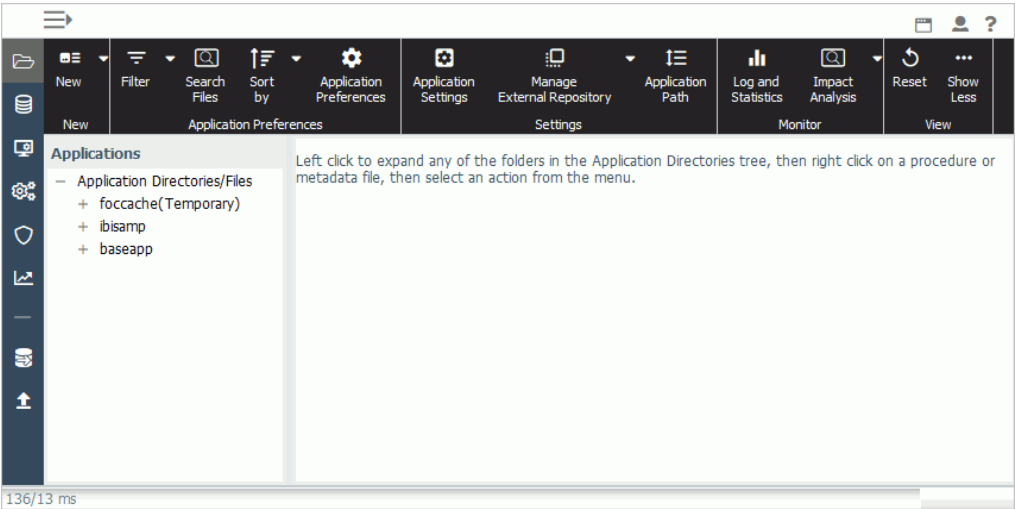 ?
New Filter Search Files Sort by Application Preferences Application Settings Manage External Repository Application Path Log and Statistics Impact Analysis Reset Show Less
New Application Preferences Settings Monitor View
Applications
Application Directories/Files
foccache(Temporary)
ibisamp
baseapp
Left click to expand any of the folders in the Application Directories tree, then right click on a procedure or
metadata file, then select an action from the menu.
136/13 ms